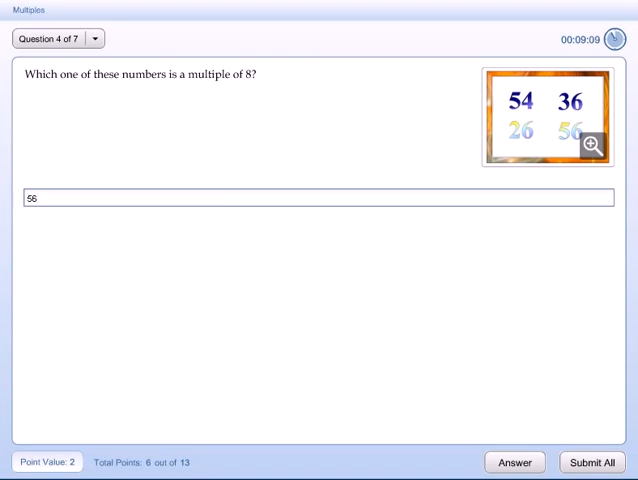 Multiples
Question 4 of 7
00:09:09
Which one of these numbers is a multiple of 8?
54 36
26 56
56
Point Value: 2
Total Points: 6 out of 13
Answer
Submit All